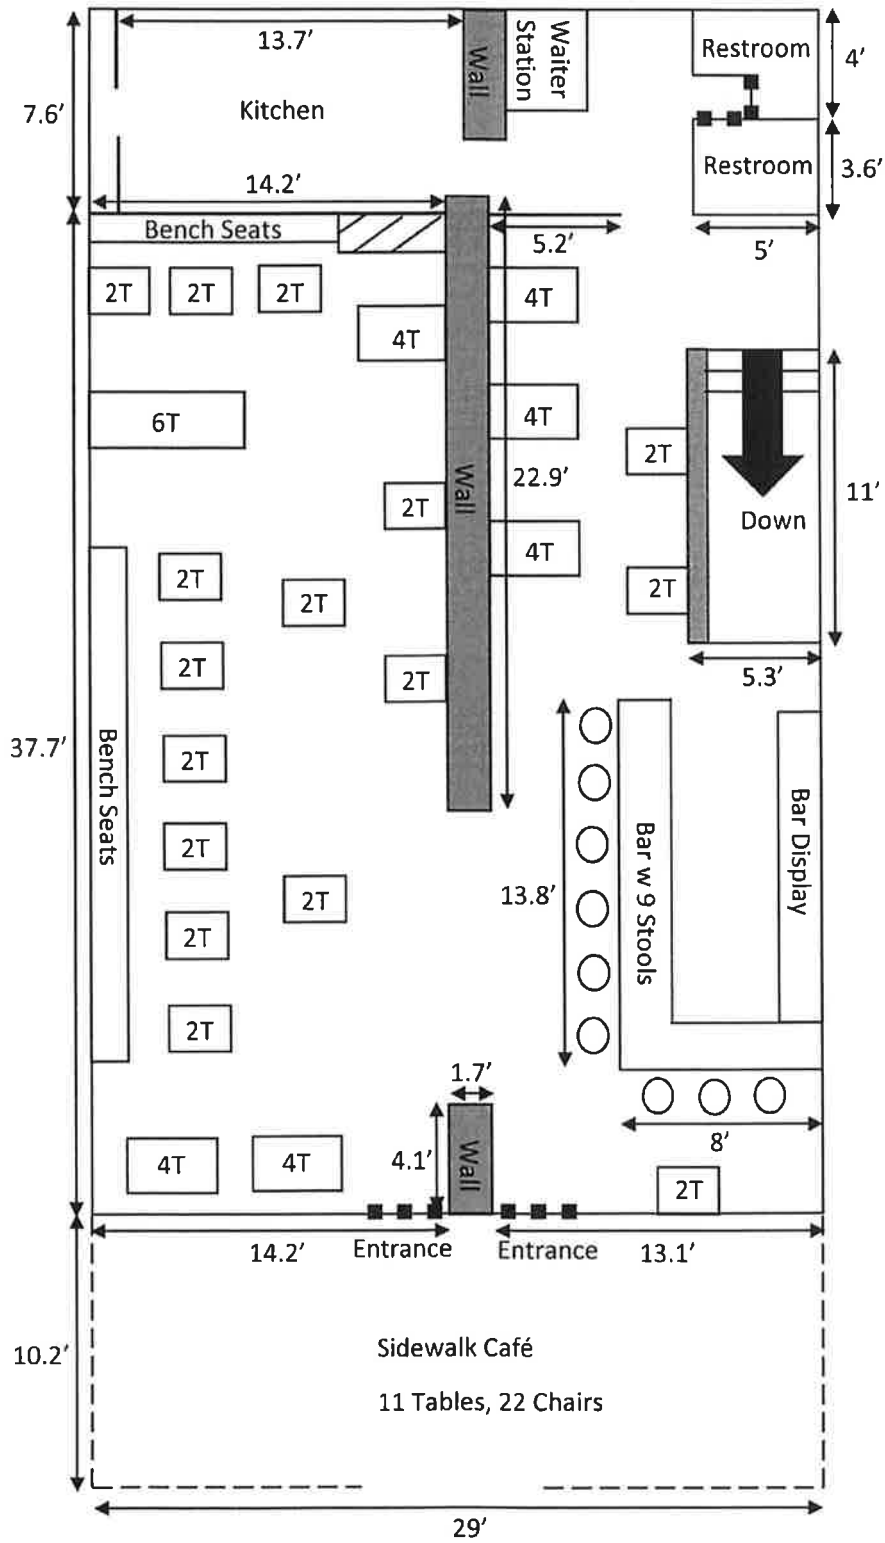 13.7’
Wall
Waiter
Station
Restroom
4’
7.6’
Kitchen
Restroom
3.6’
14.2’
Bench Seats
5.2’
5’
2T
2T
2T
4T
4T
6T
4T
2T
Wall
22.9’
11’
2T
Down
4T
2T
2T
2T
2T
2T
5.3’
37.7’
Bench Seats
2T
2T
2T
13.8’
Bar w 9 Stools
Bar Display
2T
2T
2T
1.7’
4.1’
Wall
8’
4T
4T
2T
14.2’
Entrance
Entrance
13.1’
10.2’
Sidewalk Café
11 Tables, 22 Chairs
29’